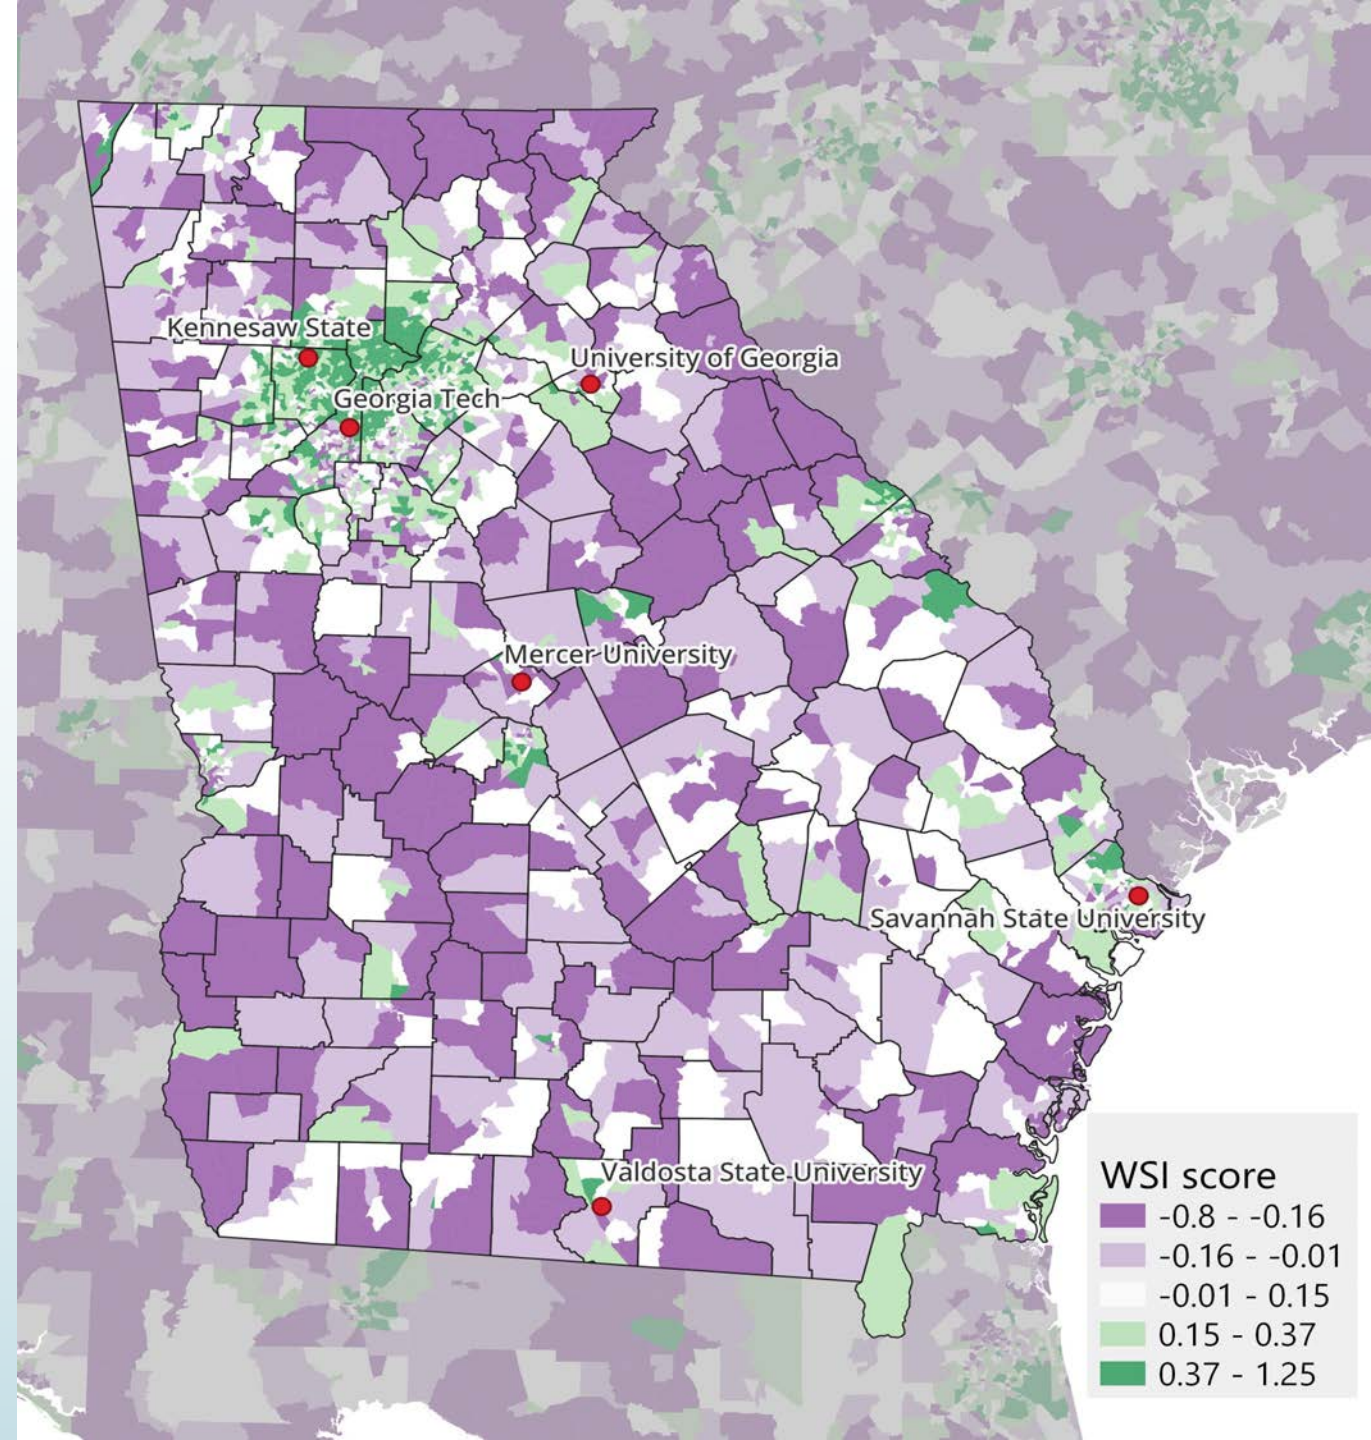 Kennesaw State
University of Georgia
Georgia Tech
Mercer University
Savannah State University
Valdosta State University
WSI score
-0.8 - -0.16
-0.16 - -0.01
-0.01 - 0.15
0.15 - 0.37
0.37 - 1.25